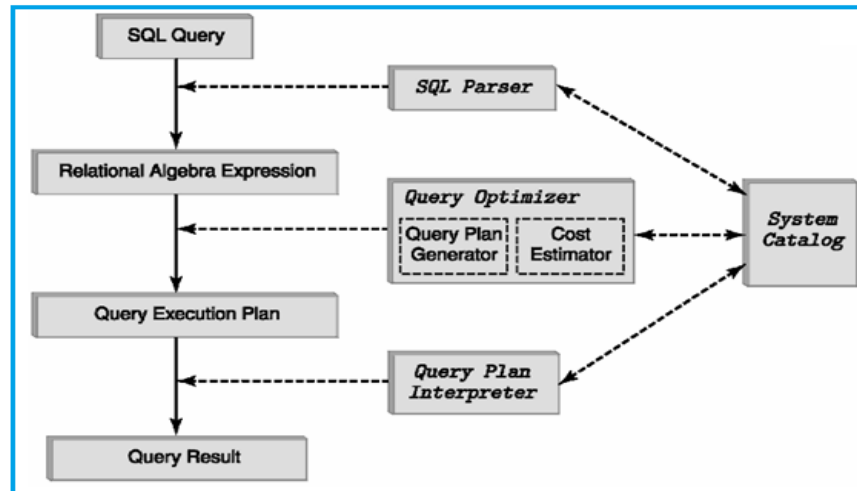 SQL Query
SQL Parser
Relational Algebra Expression
Query Optimizer
Query Plan
Generator
Cost
Estimator
System
Catalog
Query Execution Plan
Query Plan
Interpreter
Query Result